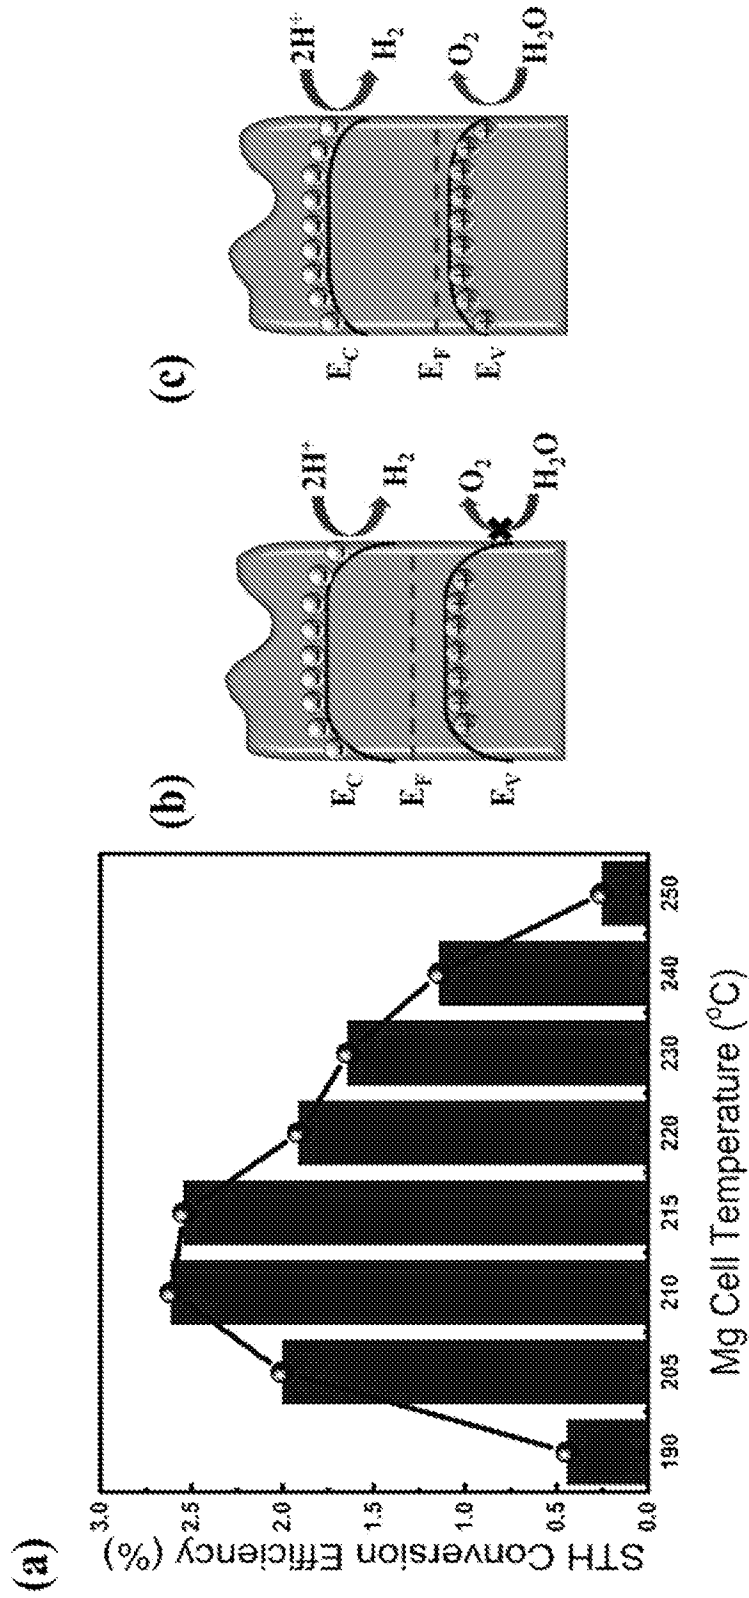 (a)
STH Conversion Efficiency (%)
3.0
2.5
2.0
1.5
1.0
0.5
0.0
190
205
210
215
220
230
240
250
Mg Cell Temperature (°C)
(b)
E_C
E_F
E_V
2H⁺
H₂
O₂
H₂O
(c)
E_C
E_F
E_V
2H⁺
H₂
O₂
H₂O